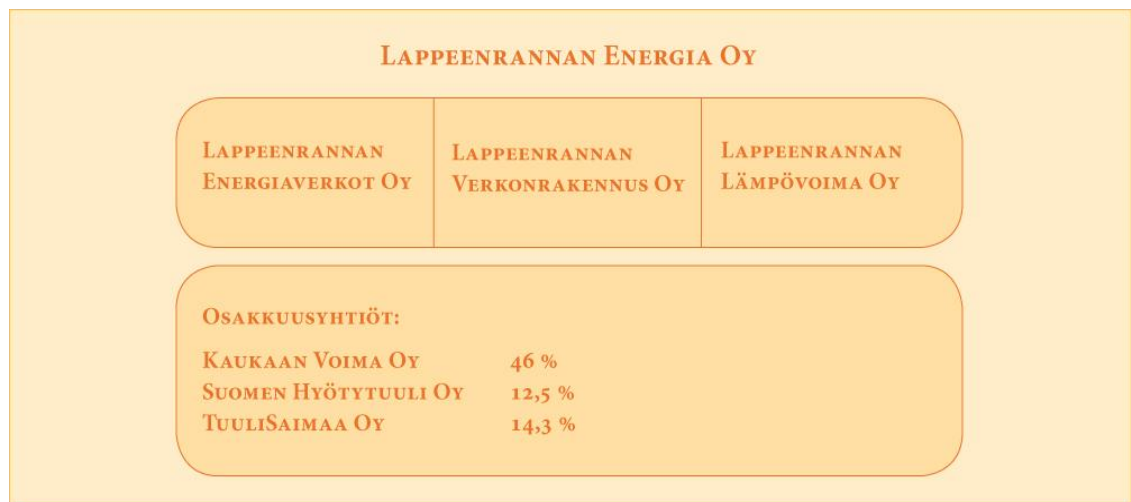 Lappeenrannan Energia Oy
Lappeenrannan
Energiaverkot Oy
Lappeenrannan
Verkonrakennus Oy
Lappeenrannan
Lämpövoima Oy
Osakkuusyhtiöt:
Kaukaan Voima Oy 46 %
Suomen Hyötytuuli Oy 12,5 %
TuuliSaimaa Oy 14,3 %